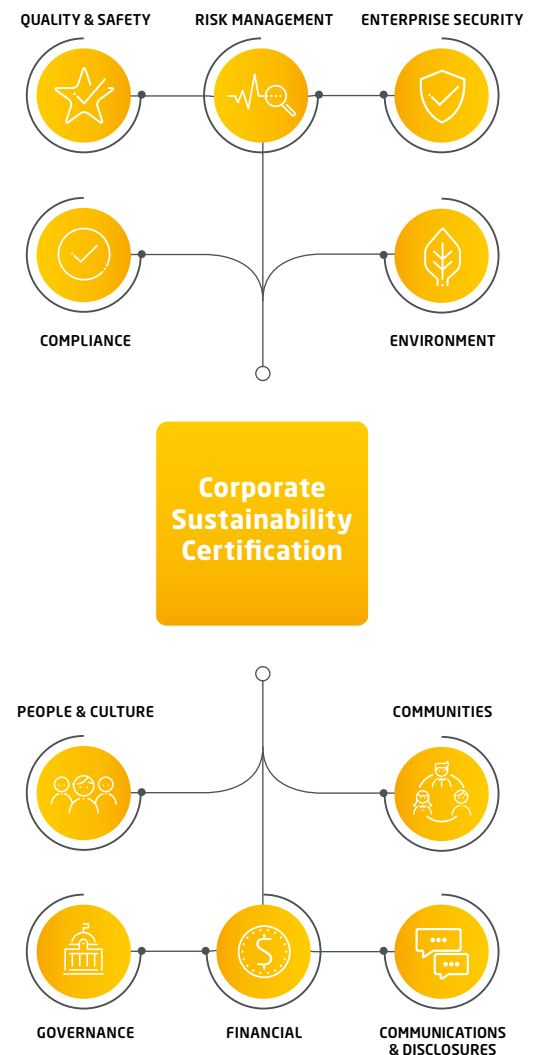 QUALITY & SAFETY
RISK MANAGEMENT
ENTERPRISE SECURITY
COMPLIANCE
ENVIRONMENT
Corporate
Sustainability
Certification
PEOPLE & CULTURE
COMMUNITIES
$
GOVERNANCE
FINANCIAL
COMMUNICATIONS
& DISCLOSURES